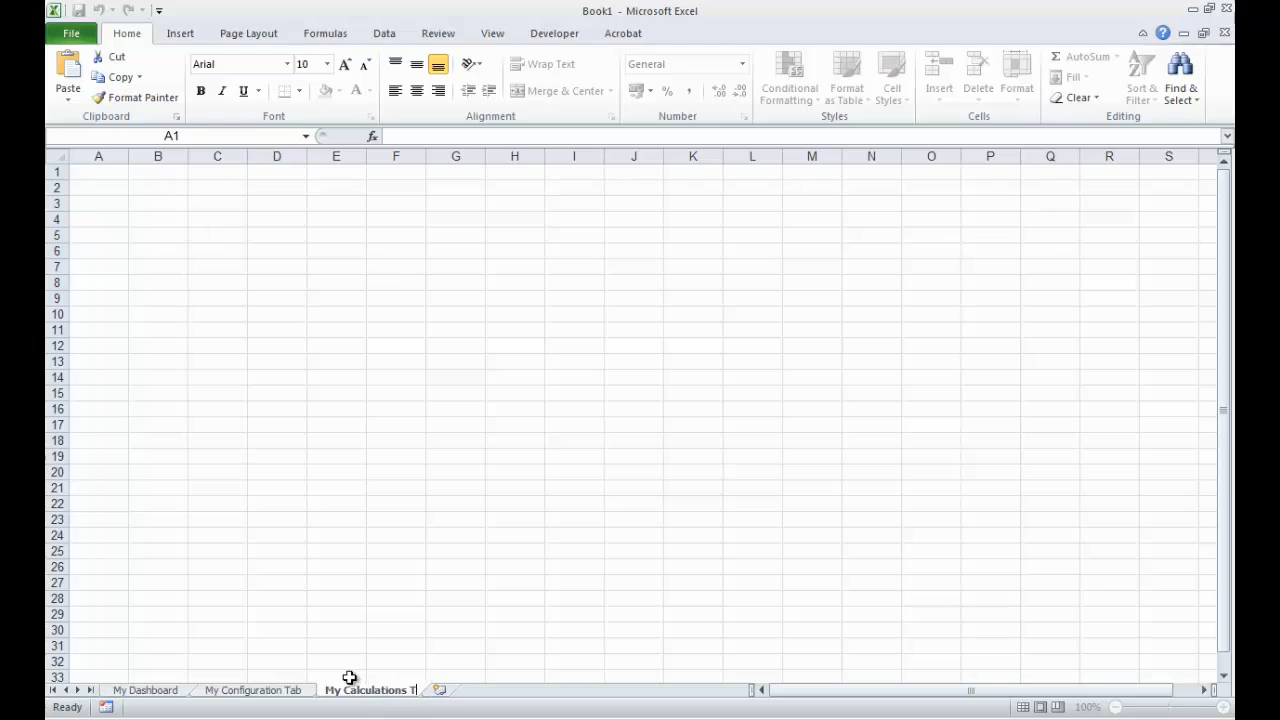 Book1 - Microsoft Excel
File Home Insert Page Layout Formulas Data Review View Developer Acrobat
Paste
Cut
Copy
Format Painter
Clipboard
Arial 10
B I U
Font
Wrap Text
Merge & Center
Alignment
General
% ,
Number
Conditional Formatting
Format as Table
Cell Styles
Styles
Insert Delete Format
Cells
Σ AutoSum
Fill
Clear
Sort & Filter
Find & Select
Editing
A1 fx
A B C D E F G H I J K L M N O P Q R S
1
2
3
4
5
6
7
8
9
10
11
12
13
14
15
16
17
18
19
20
21
22
23
24
25
26
27
28
29
30
31
32
33
My Dashboard My Configuration Tab My Calculations T
Ready 100%